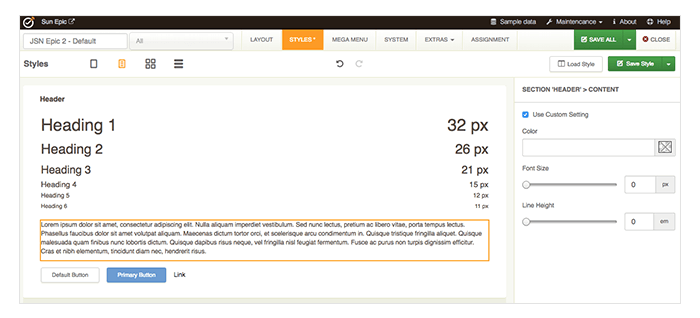 Sun Epic
Sample data
Maintencance
About
Help
JSN Epic 2 - Default
All
LAYOUT
STYLES*
MEGA MENU
SYSTEM
EXTRAS
ASSIGNMENT
SAVE ALL
CLOSE
Styles
Load Style
Save Style
Header
Heading 1 32 px
Heading 2 26 px
Heading 3 21 px
Heading 4 15 px
Heading 5 12 px
Heading 6 11 px
Lorem ipsum dolor sit amet, consectetur adipiscing elit. Nulla aliquam imperdiet vestibulum. Sed nunc lectus, pretium ac libero vitae, porta tempus lectus.
Phasellus faucibus dolor sit amet volutpat aliquam. Maecenas dictum tortor orci, et scelerisque arcu condimentum in. Quisque tristique fringilla aliquet. Quisque
malesuada quam finibus nunc lobortis dictum. Quisque dapibus risus neque, vel fringilla nisl feugiat fermentum. Fusce ac purus non turpis dignissim efficitur.
Cras et nibh elementum, tincidunt diam nec, hendrerit risus.
Default Button
Primary Button
Link
SECTION 'HEADER' > CONTENT
Use Custom Setting
Color
Font Size
0 px
Line Height
0 em